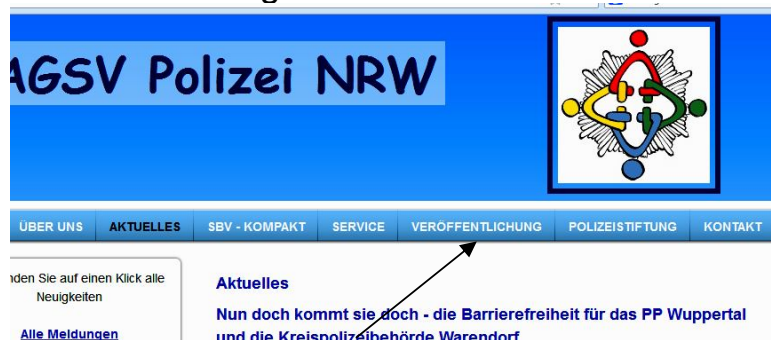 AGSV Polizei NRW
ÜBER UNS AKTUELLES SBV - KOMPAKT SERVICE VERÖFFENTLICHUNG POLIZEISTIFTUNG KONTAKT
nden Sie auf einen Klick alle
Neuigkeiten
Alle Meldungen
Aktuelles
Nun doch kommt sie doch - die Barrierefreiheit für das PP Wuppertal
und die Kreispolizeibehörde Warendorf